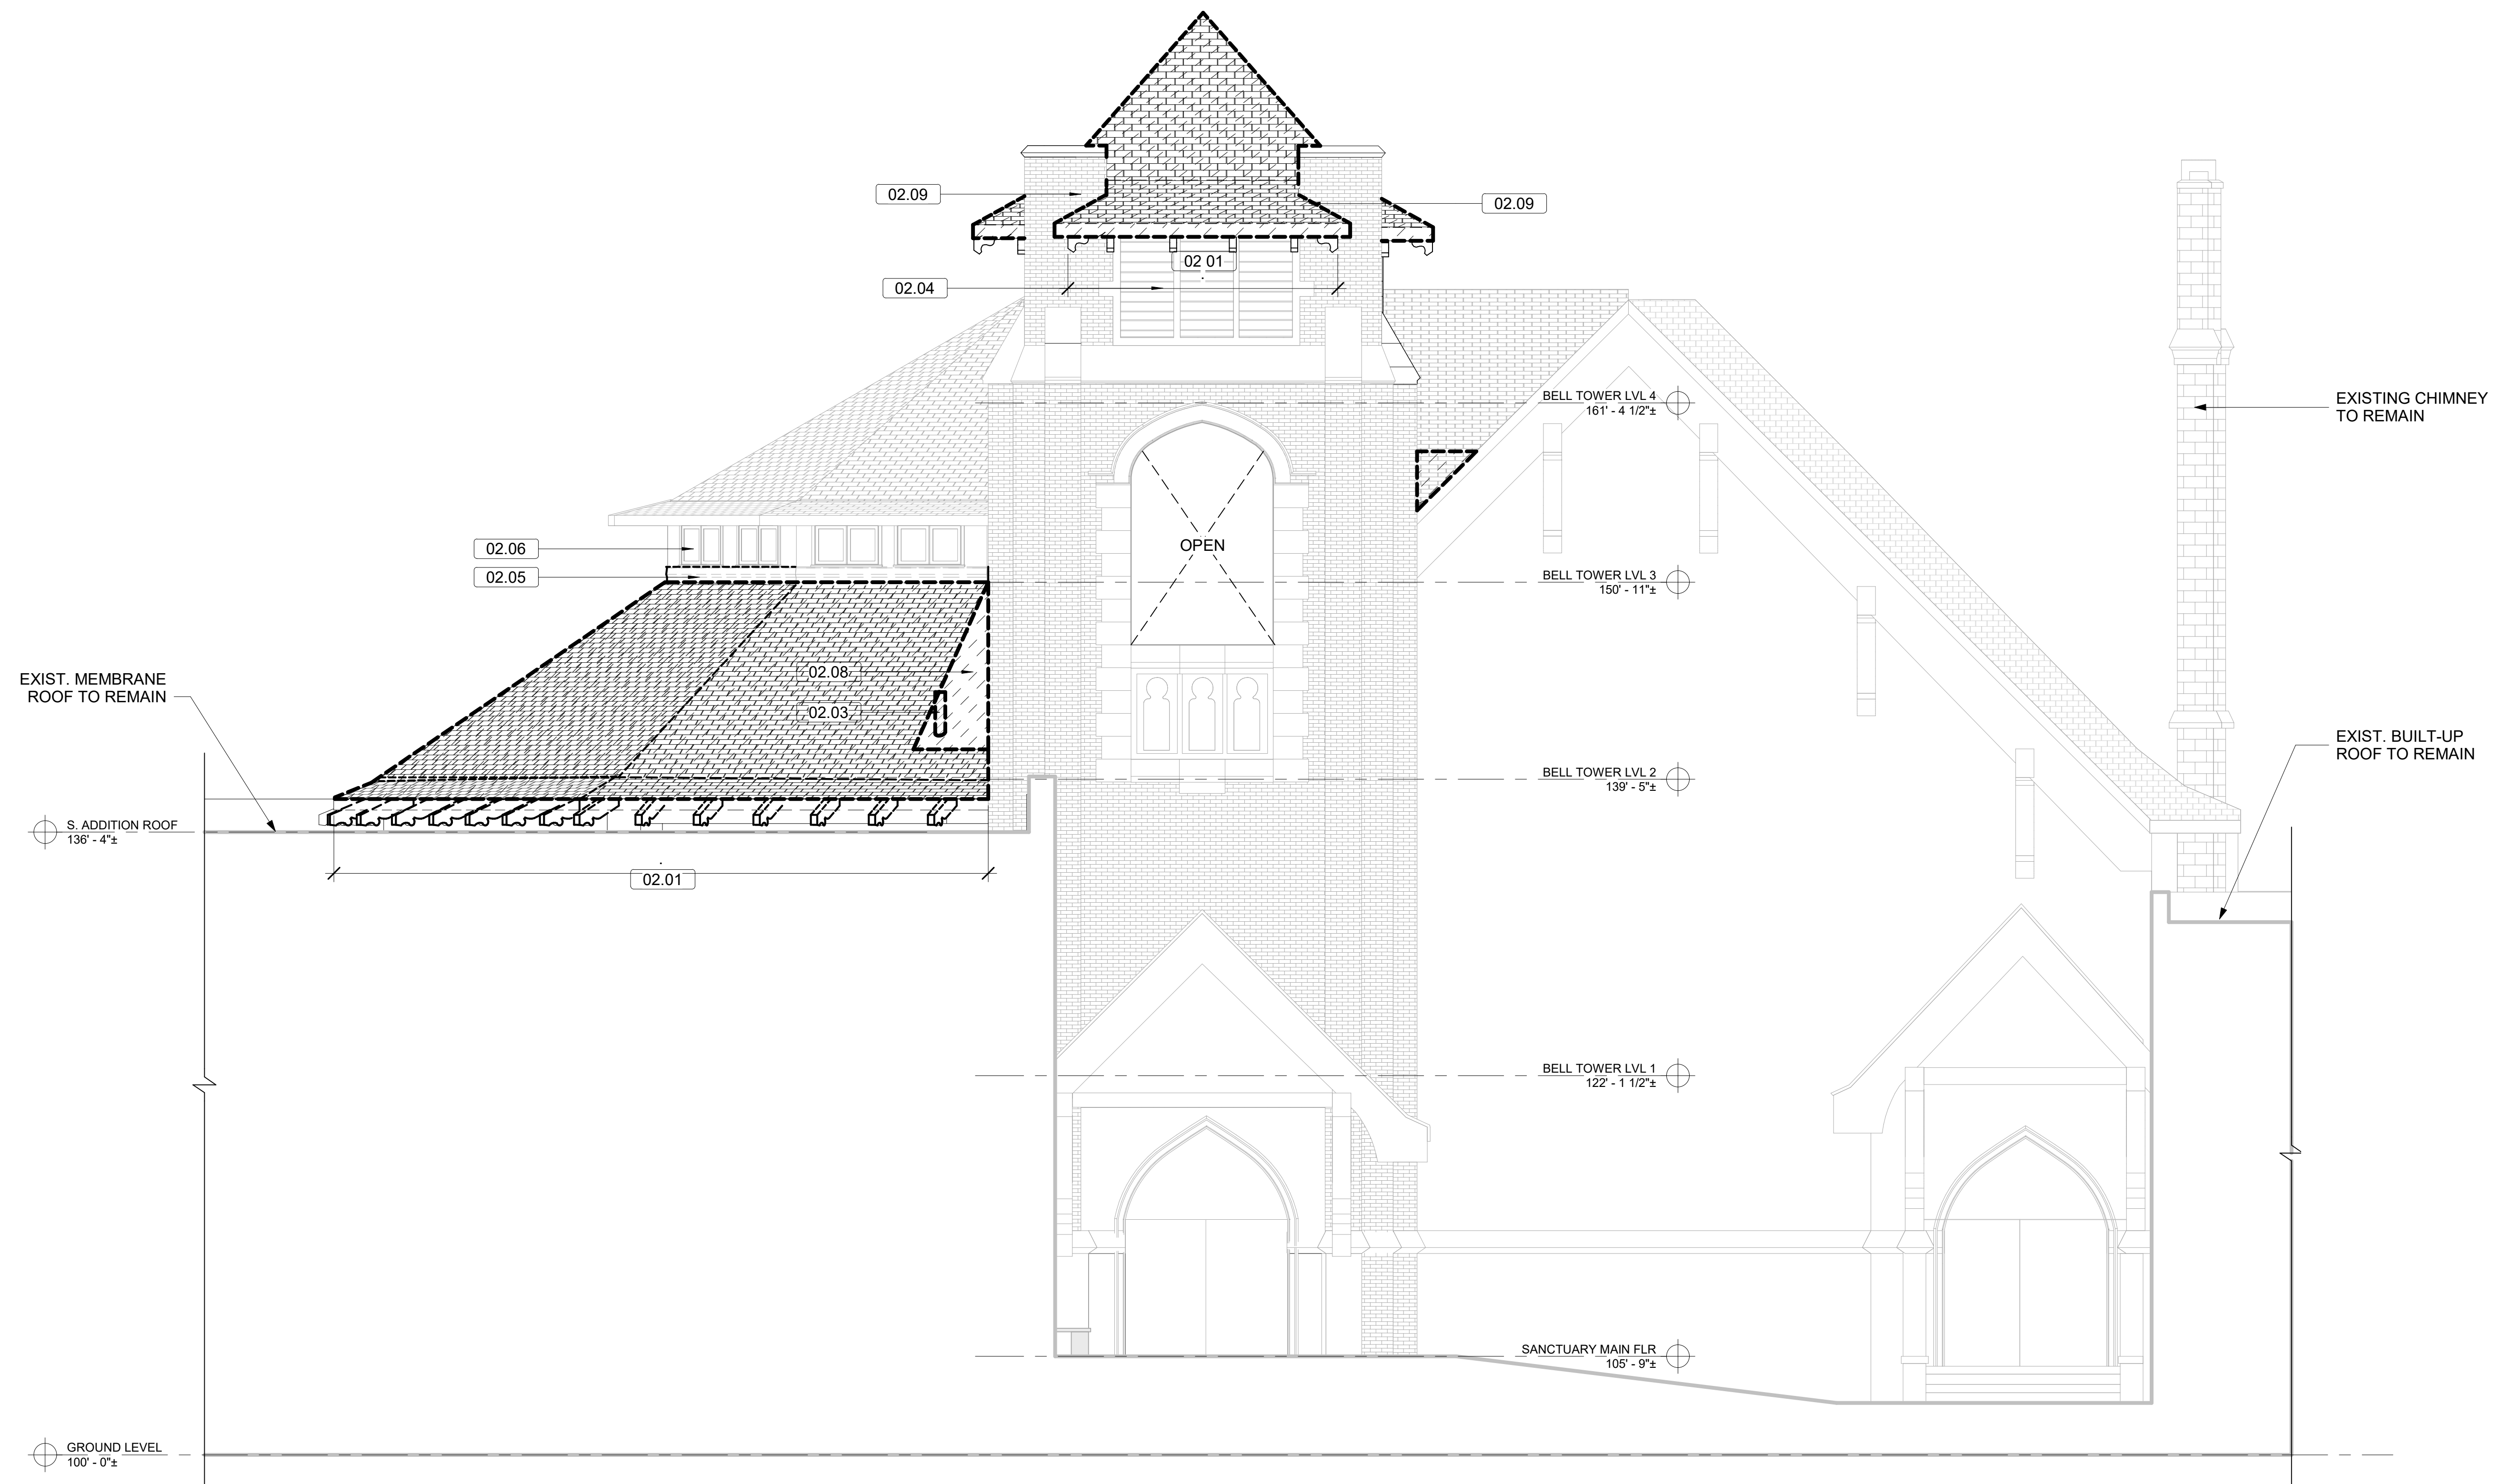 02.09
02.09
02 01
02.04
BELL TOWER LVL 4
161' - 4 1/2"±
EXISTING CHIMNEY
TO REMAIN
OPEN
02.06
02.05
BELL TOWER LVL 3
150' - 11"±
02.08
02.03
EXIST. MEMBRANE
ROOF TO REMAIN
EXIST. BUILT-UP
ROOF TO REMAIN
BELL TOWER LVL 2
139' - 5"±
S. ADDITION ROOF
136' - 4"±
02.01
BELL TOWER LVL 1
122' - 1 1/2"±
SANCTUARY MAIN FLR
105' - 9"±
GROUND LEVEL
100' - 0"±